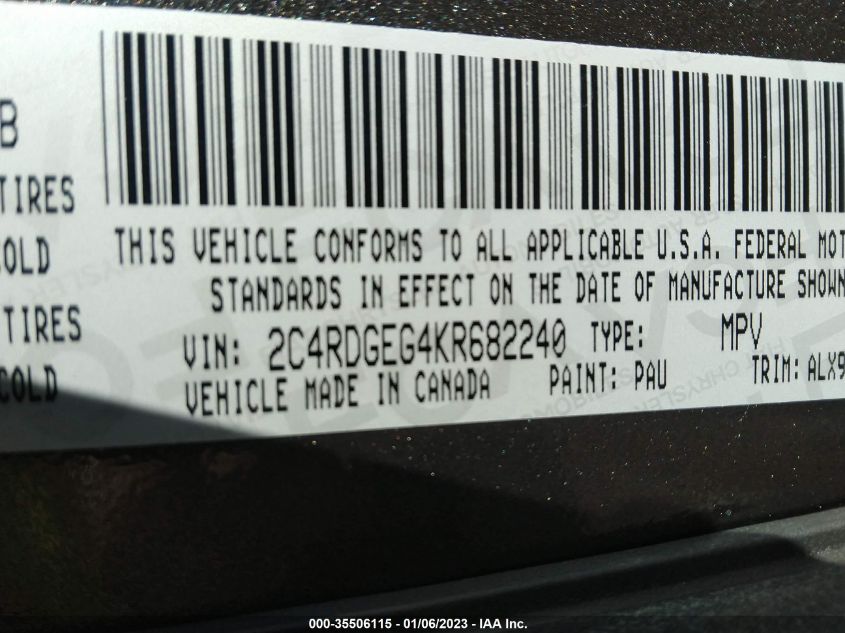 B
TIRES
COLD
TIRES
COLD
THIS VEHICLE CONFORMS TO ALL APPLICABLE U.S.A. FEDERAL MOT
STANDARDS IN EFFECT ON THE DATE OF MANUFACTURE SHOWN
VIN: 2C4RDGEG4KR682240 TYPE: MPV
VEHICLE MADE IN CANADA PAINT: PAU TRIM: ALX9
000-35506115 - 01/06/2023 - IAA Inc.